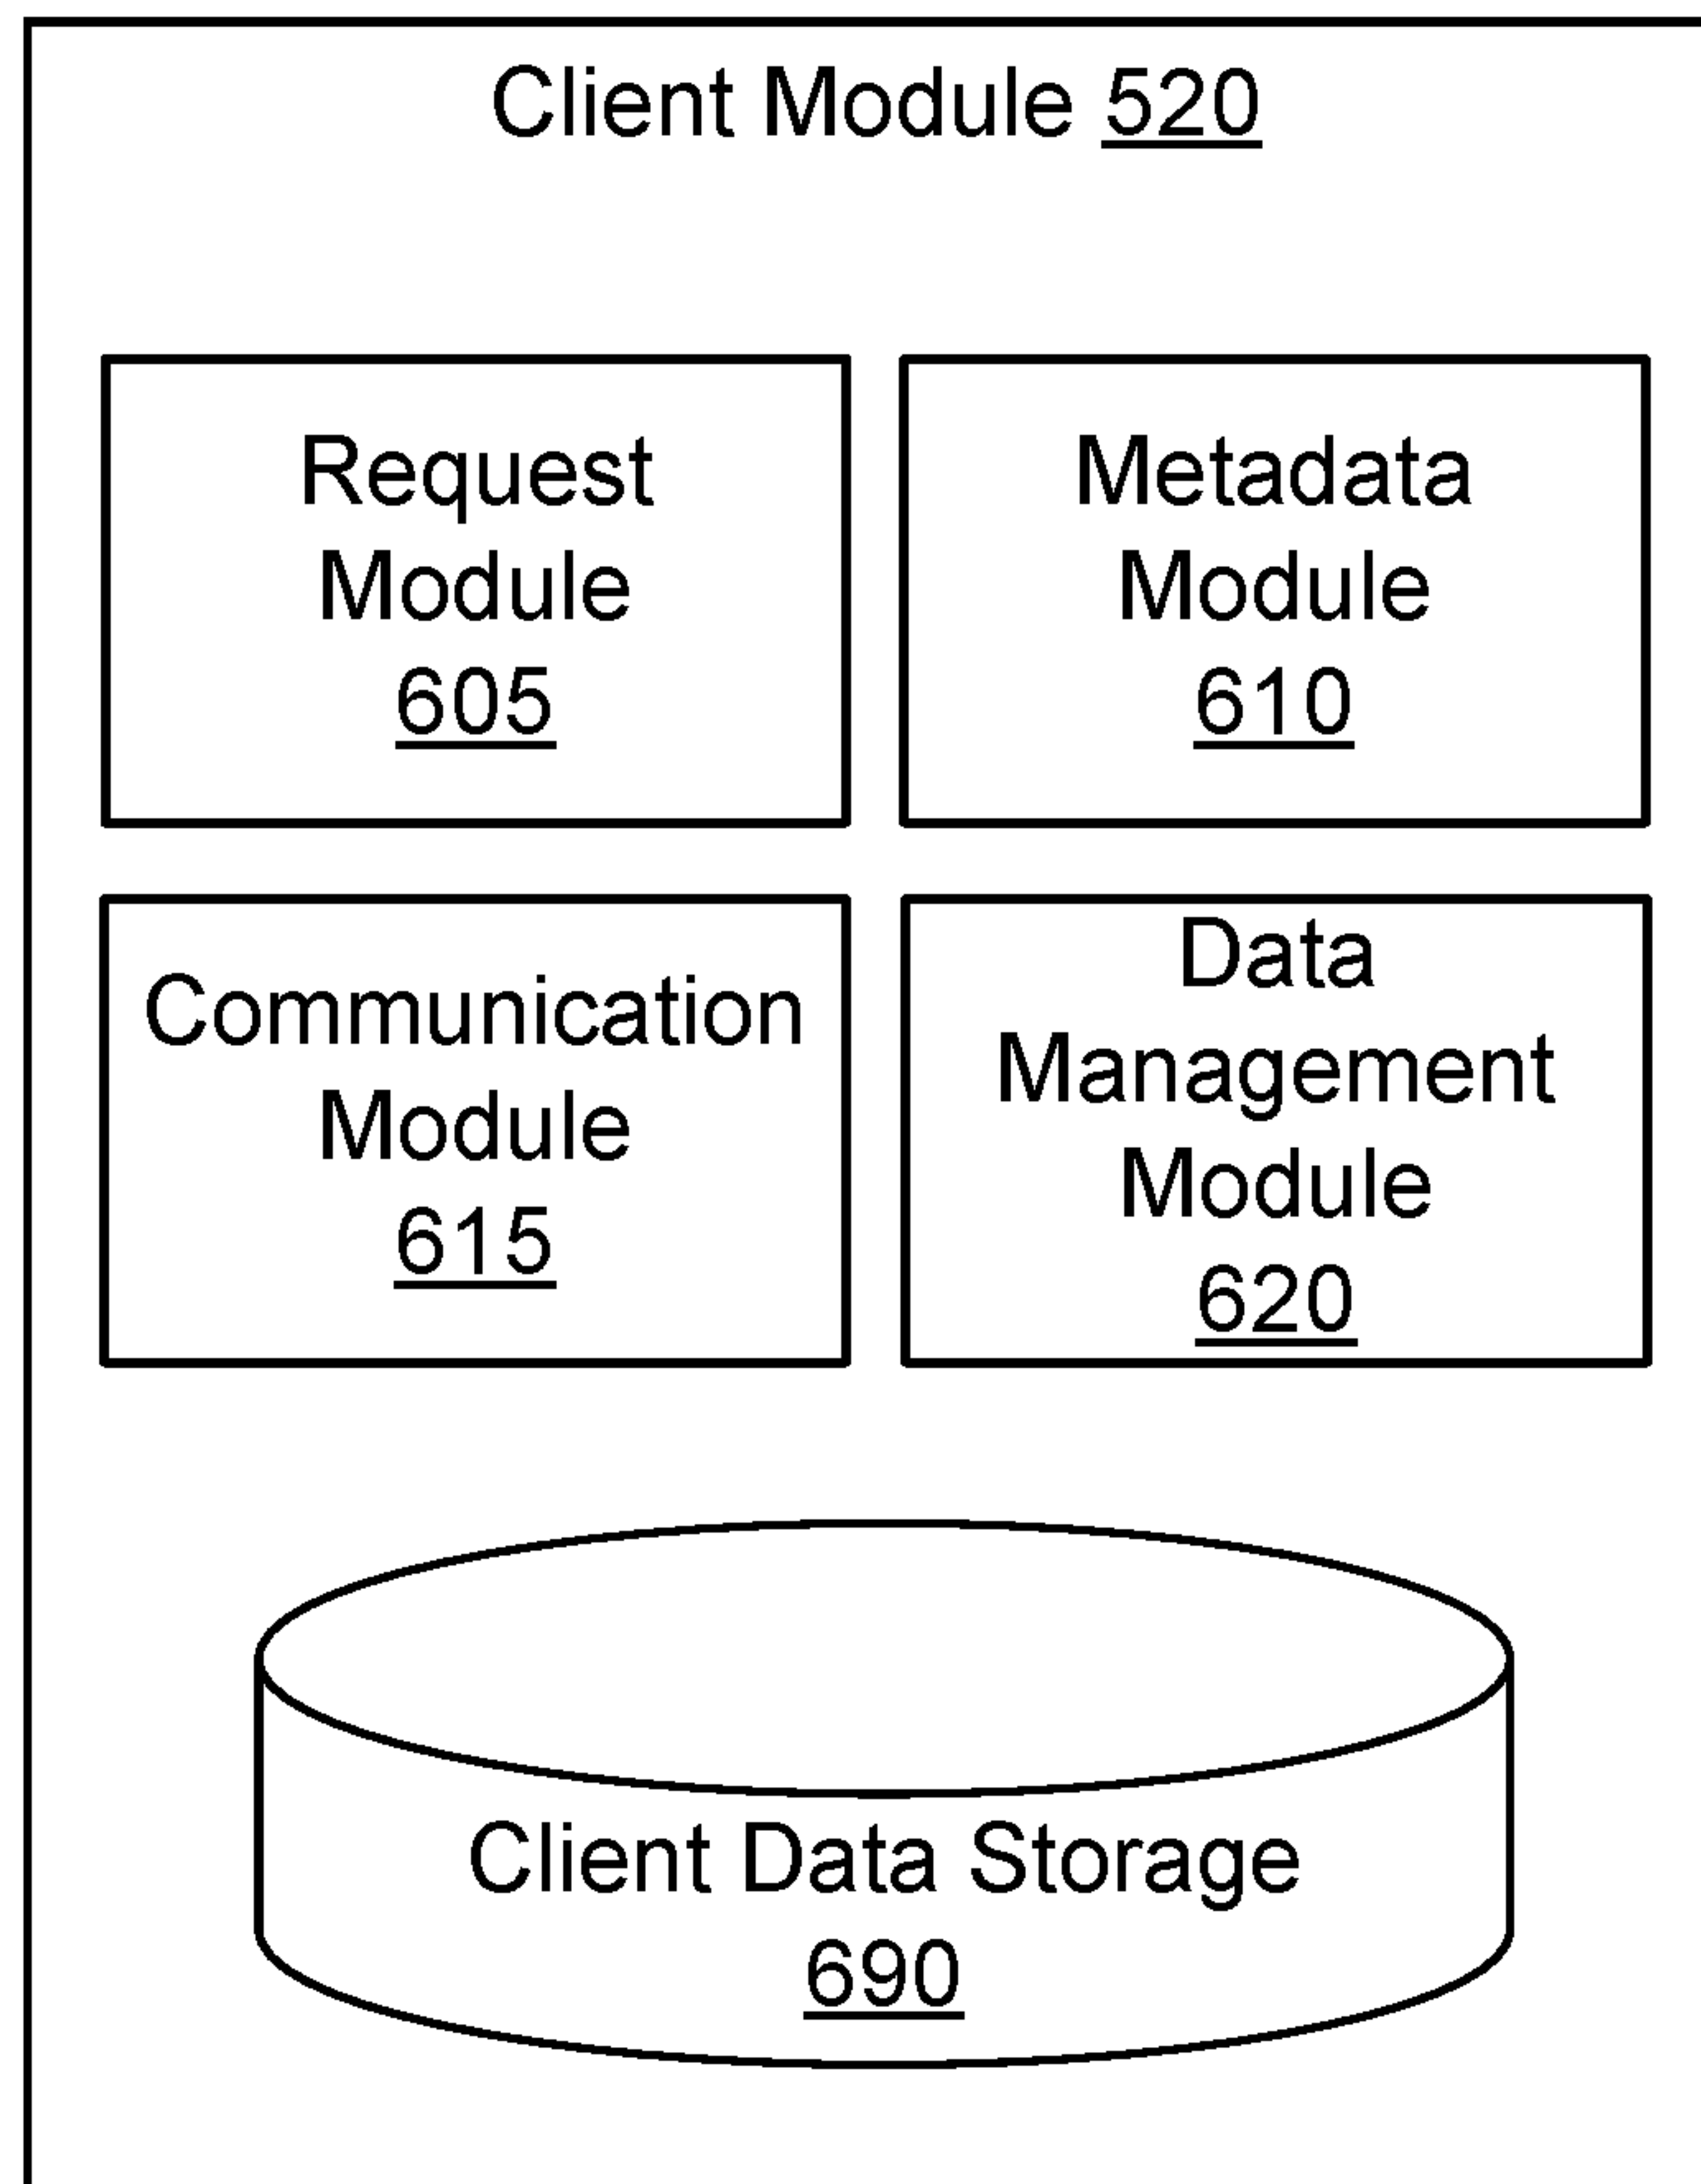 Client Module 520
Request
Module
605
Metadata
Module
610
Communication
Module
615
Data
Management
Module
620
Client Data Storage
690